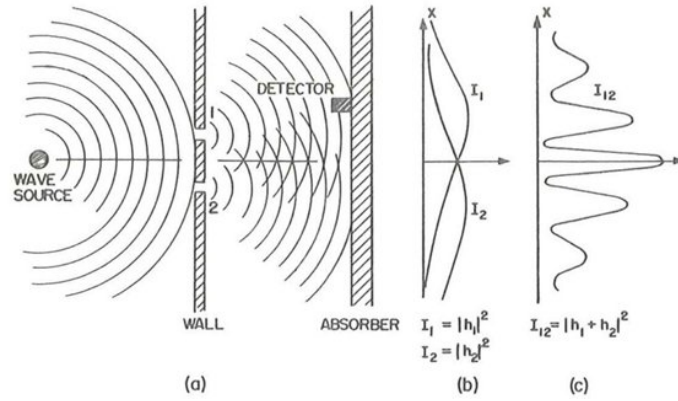 1
DETECTOR
WAVE
SOURCE
2
WALL
ABSORBER
(a)
X
I₁
I₂
I₁ = |h₁|²
I₂ = |h₂|²
(b)
X
I₁₂
I₁₂=|h₁ + h₂|²
(c)